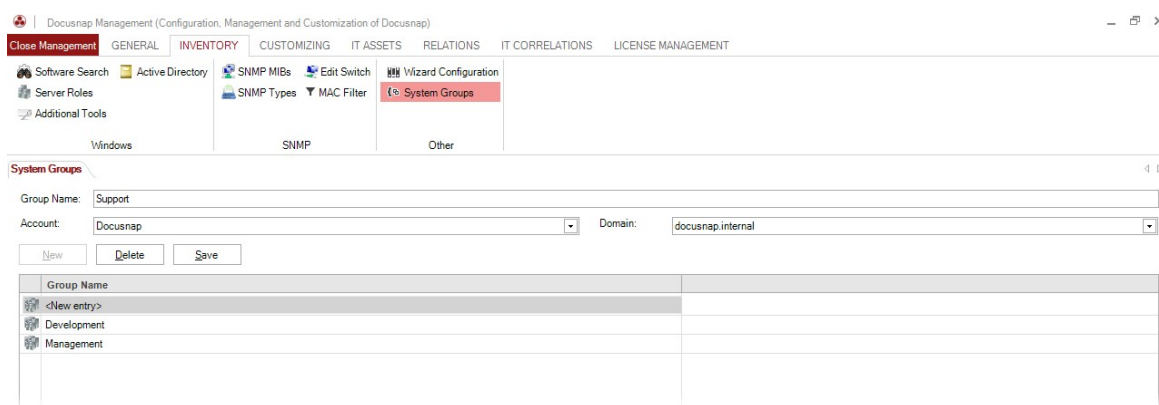 Docusnap Management (Configuration, Management and Customization of Docusnap)
Close Management GENERAL INVENTORY CUSTOMIZING IT ASSETS RELATIONS IT CORRELATIONS LICENSE MANAGEMENT
Software Search Active Directory SNMP MIBs Edit Switch Wizard Configuration
Server Roles SNMP Types MAC Filter System Groups
Additional Tools
Windows SNMP Other
System Groups
Group Name: Support
Account: Docusnap Domain: docusnap.internal
New Delete Save
Group Name
<New entry>
Development
Management